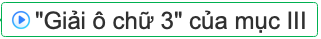 "Giải ô chữ 3" của mục III